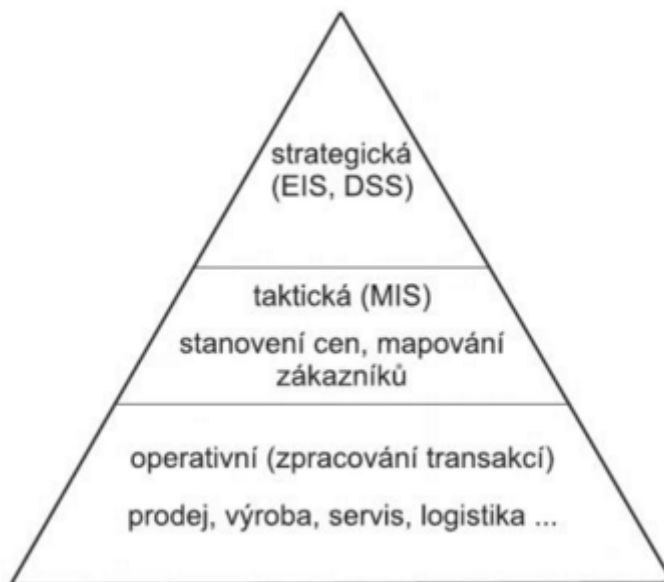 strategická
(EIS, DSS)
taktická (MIS)
stanovení cen, mapování
zákazníků
operativní (zpracování transakcí)
prodej, výroba, servis, logistika ...